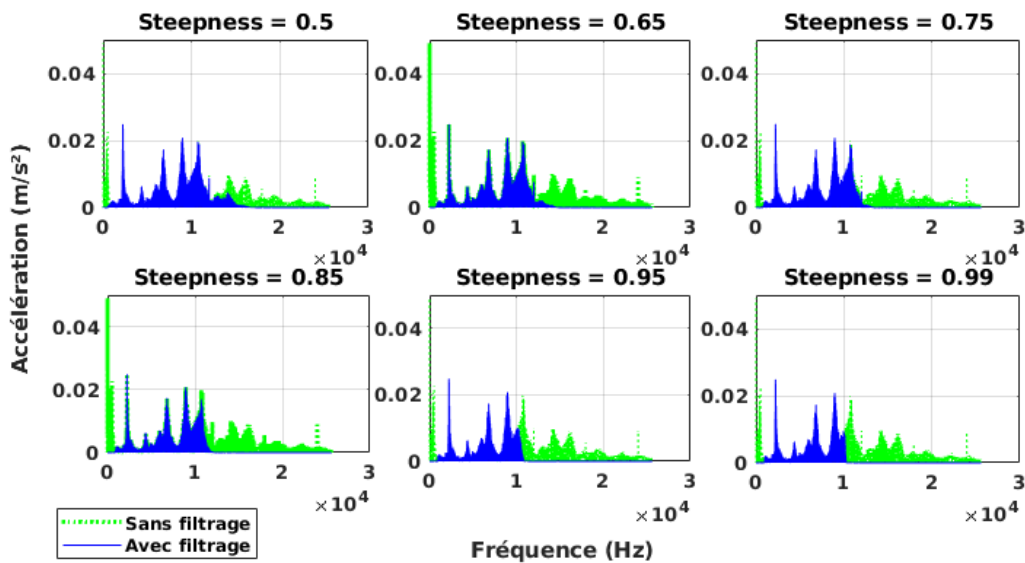 Steepness = 0.5
Steepness = 0.65
Steepness = 0.75
0.04
0.02
0
0 1 2 3
×10⁴
0.04
0.02
0
0 1 2 3
×10⁴
0.04
0.02
0
0 1 2 3
×10⁴
Accélération (m/s²)
Steepness = 0.85
Steepness = 0.95
Steepness = 0.99
0.04
0.02
0
0 1 2 3
×10⁴
0.04
0.02
0
0 1 2 3
×10⁴
0.04
0.02
0
0 1 2 3
×10⁴
Sans filtrage
Avec filtrage
Fréquence (Hz)